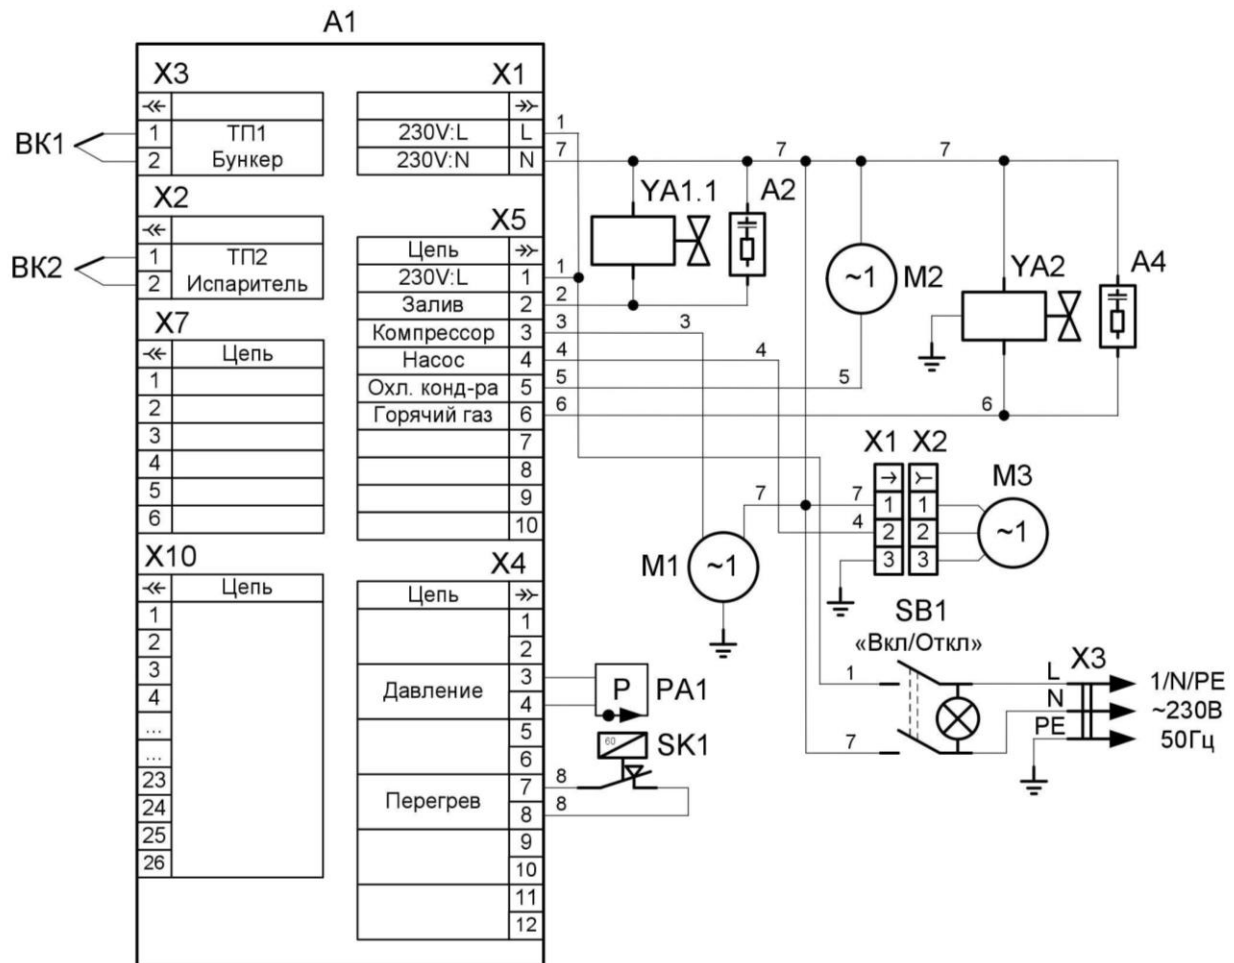 A1
X3
ТП1
1
2
Бункер
BK1
X2
ТП2
1
2
Испаритель
BK2
X7
Цепь
1
2
3
4
5
6
X10
Цепь
1
2
3
4
...
...
23
24
25
26
X1
230V:L L 1
230V:N N 7
X5
Цепь
230V:L 1 1
Залив 2 2
Компрессор 3 3 3
Насос 4 4 4
Охл. конд-ра 5 5 5
Горячий газ 6 6 6
7
8
9
10
X4
Цепь
1
2
3
Давление
4
5
6
7 8
Перегрев
8 8
9
10
11
12
7 7
YA1.1
A2
M2
~1
YA2
A4
X1 X2
7 7 1 1
4 2 2
3 3
M3
~1
M1
~1
SB1
«Вкл/Откл»
1
7
X3
L
N
PE
1/N/PE
~230В
50Гц
P PA1
60
SK1